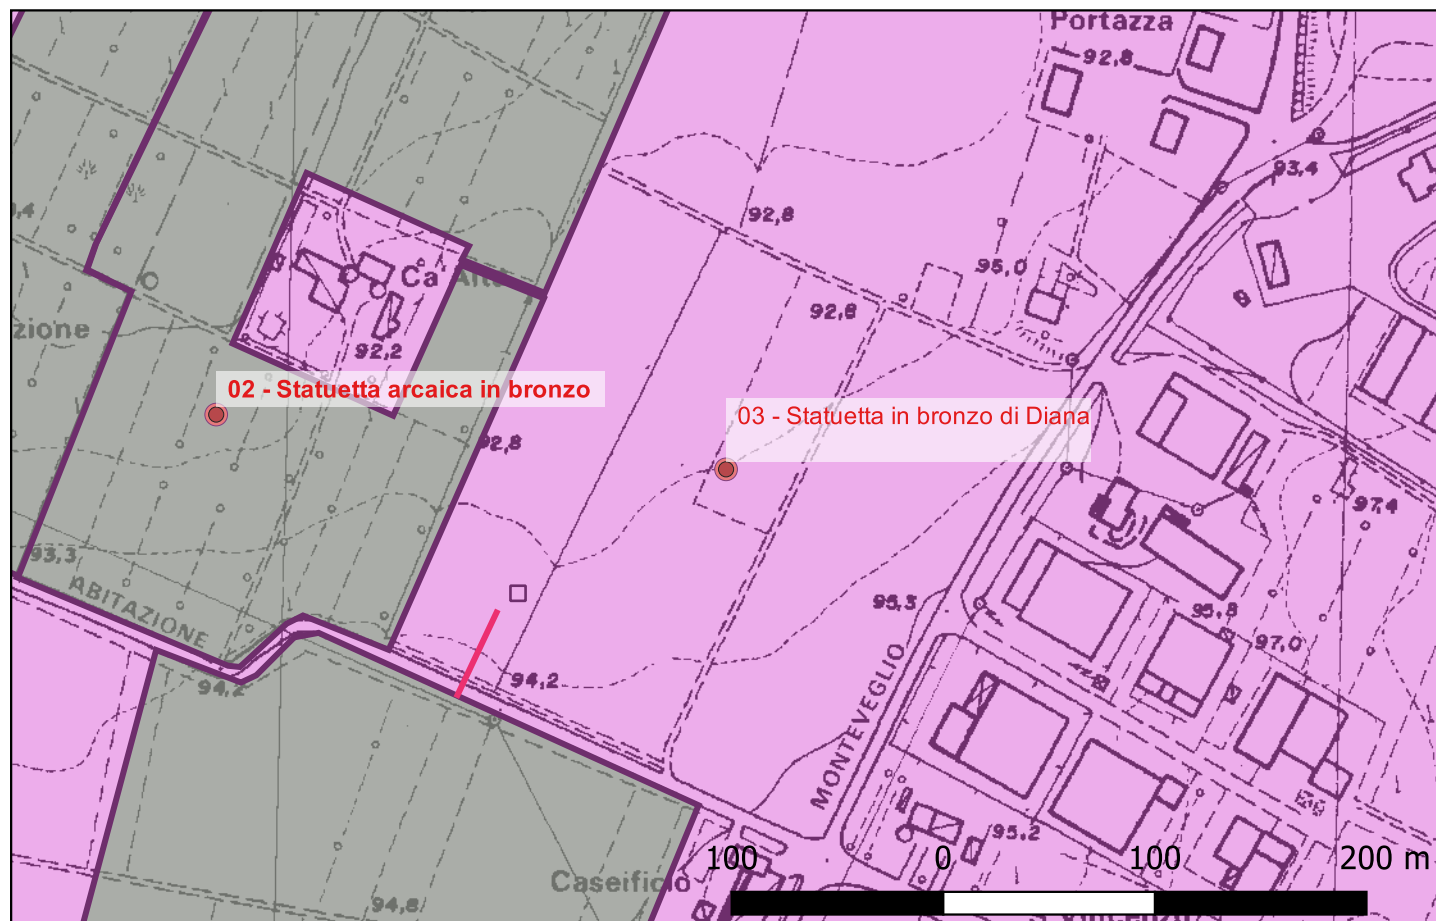 Portazza
92,8
93,4
,4
92,8
95,0
Ca'
92,8
zione
92,2
02 - Statuetta arcaica in bronzo
03 - Statuetta in bronzo di Diana
92,8
97,4
93,3
ABITAZIONE
95,3
95,8
97,0
94,2
94,2
MONTEVEGLIO
95,2
100 0 100 200 m
Caseificio
94,8